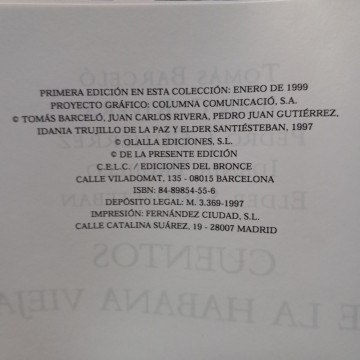 PRIMERA EDICIÓN EN ESTA COLECCIÓN: ENERO DE 1999
PROYECTO GRÁFICO: COLUMNA COMUNICACIÓ, S.A.
© TOMÁS BARCELÓ, JUAN CARLOS RIVERA, PEDRO JUAN GUTIÉRREZ,
IDANIA TRUJILLO DE LA PAZ Y ELDER SANTIÉSTEBAN, 1997
© OLALLA EDICIONES, S.L.
© DE LA PRESENTE EDICIÓN
C.E.L.C. / EDICIONES DEL BRONCE
CALLE VILADOMAT, 135 - 08015 BARCELONA
ISBN: 84-89854-55-6
DEPÓSITO LEGAL: M. 3.369-1997
IMPRESIÓN: FERNÁNDEZ CIUDAD, S.L.
CALLE CATALINA SUÁREZ, 19 - 28007 MADRID